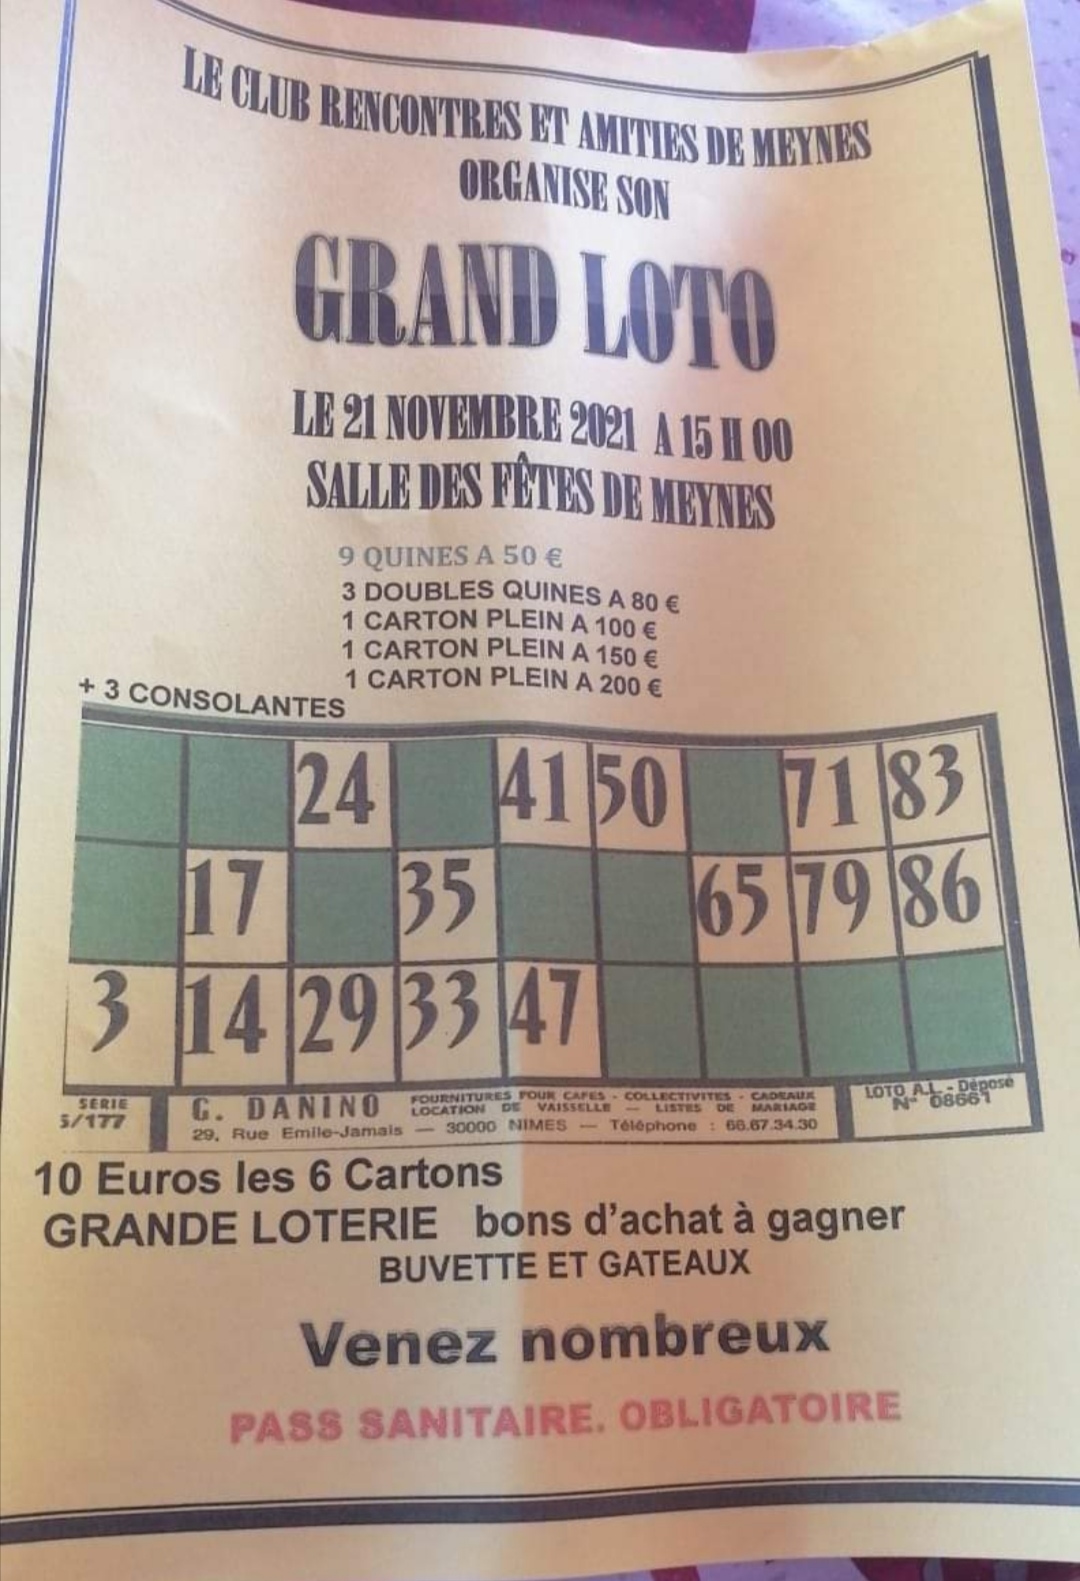 LE CLUB RENCONTRES ET AMITIES DE MEYNES
ORGANISE SON
GRAND LOTO
LE 21 NOVEMBRE 2021 A 15 H 00
SALLE DES FÊTES DE MEYNES
9 QUINES A 50 €
3 DOUBLES QUINES A 80 €
1 CARTON PLEIN A 100 €
1 CARTON PLEIN A 150 €
1 CARTON PLEIN A 200 €
+ 3 CONSOLANTES
24 41 50 71 83
17 35 65 79 86
3 14 29 33 47
SERIE
5/177
G. DANINO
FOURNITURES POUR CAFES - COLLECTIVITES - CADEAUX
LOCATION DE VAISSELLE — LISTES DE MARIAGE
29, Rue Emile-Jamais — 30000 NIMES — Téléphone : 66.67.34.30
LOTO A.L. - Déposé
N° 08661
10 Euros les 6 Cartons
GRANDE LOTERIE bons d'achat à gagner
BUVETTE ET GATEAUX
Venez nombreux
PASS SANITAIRE. OBLIGATOIRE